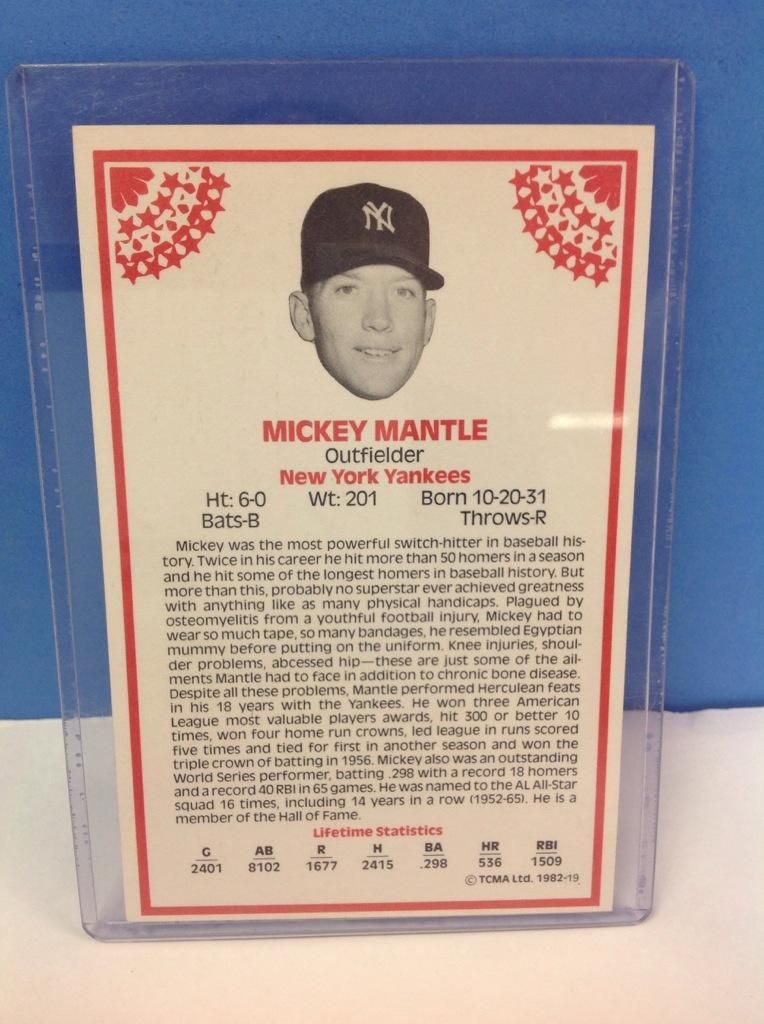 NY
MICKEY MANTLE
Outfielder
New York Yankees
Ht: 6-0 Wt: 201 Born 10-20-31
Bats-B Throws-R
Mickey was the most powerful switch-hitter in baseball his-
tory. Twice in his career he hit more than 50 homers in a season
and he hit some of the longest homers in baseball history. But
more than this, probably no superstar ever achieved greatness
with anything like as many physical handicaps. Plagued by
osteomyelitis from a youthful football injury, Mickey had to
wear so much tape, so many bandages, he resembled Egyptian
mummy before putting on the uniform. Knee injuries, shoul-
der problems, abcessed hip—these are just some of the ail-
ments Mantle had to face in addition to chronic bone disease.
Despite all these problems, Mantle performed Herculean feats
in his 18 years with the Yankees. He won three American
League most valuable players awards, hit 300 or better 10
times, won four home run crowns, led league in runs scored
five times and tied for first in another season and won the
triple crown of batting in 1956. Mickey also was an outstanding
World Series performer, batting .298 with a record 18 homers
and a record 40 RBI in 65 games. He was named to the AL All-Star
squad 16 times, including 14 years in a row (1952-65). He is a
member of the Hall of Fame.
Lifetime Statistics
G AB R H BA HR RBI
2401 8102 1677 2415 .298 536 1509
© TCMA Ltd. 1982-19